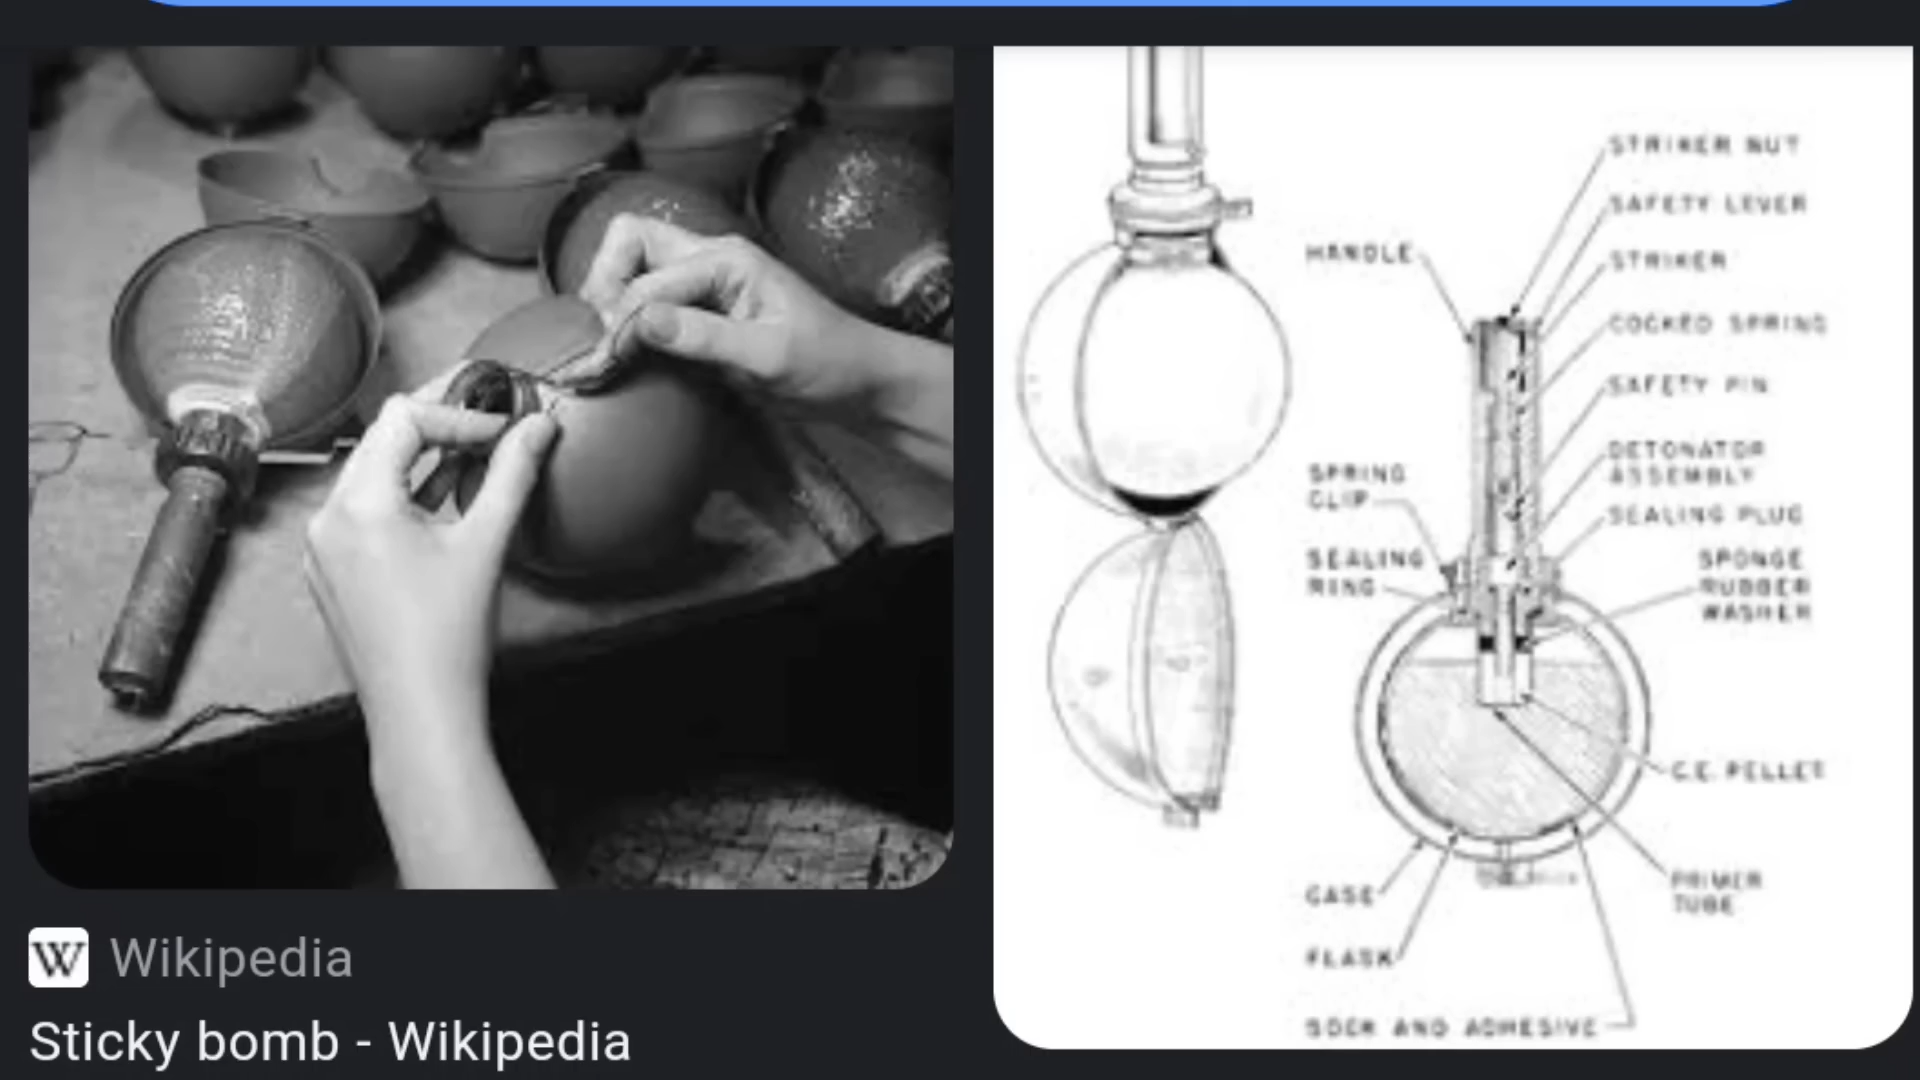 STRIKER NUT
SAFETY LEVER
HANDLE
STRIKER
COCKED SPRING
SAFETY PIN
DETONATOR
ASSEMBLY
SPRING
CLIP
SEALING PLUG
SEALING
RING
SPONGE
RUBBER
WASHER
C.E. PELLET
PRIMER
TUBE
CASE
FLASK
SOCK AND ADHESIVE
W Wikipedia
Sticky bomb - Wikipedia